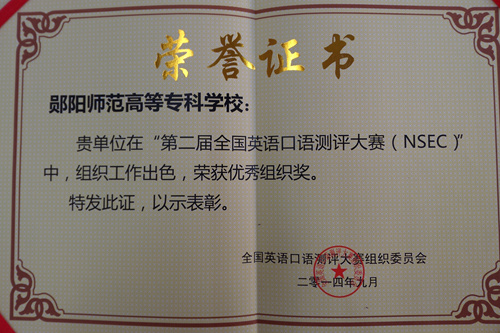 荣誉证书
郧阳师范高等专科学校：
贵单位在“第二届全国英语口语测评大赛（NSEC）”
中，组织工作出色，荣获优秀组织奖。
特发此证，以示表彰。
全国英语口语测评大赛组织委员会
二零一四年九月